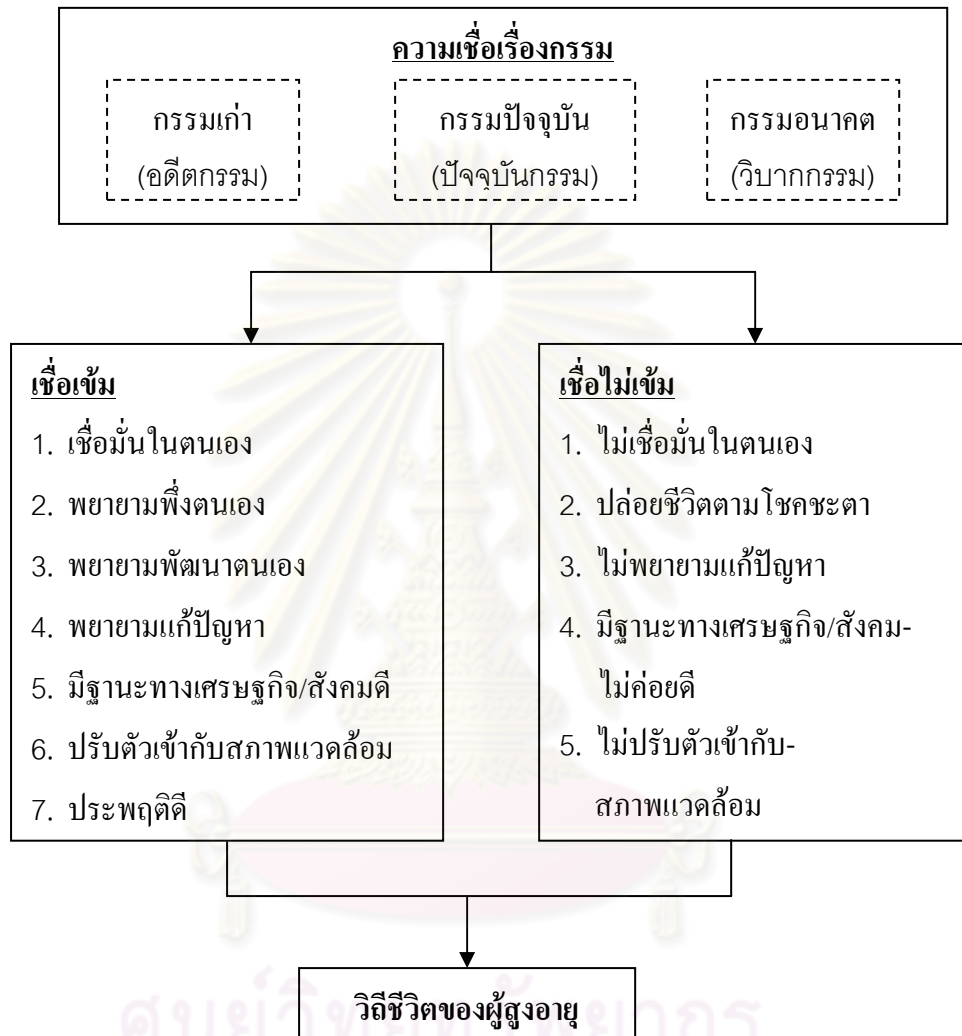 ความเชื่อเรื่องกรรม
กรรมเก่า
(อดีตกรรม)
กรรมปัจจุบัน
(ปัจจุบันกรรม)
กรรมอนาคต
(วิบากกรรม)
เชื่อเข้ม
1. เชื่อมั่นในตนเอง
2. พยายามพึ่งตนเอง
3. พยายามพัฒนาตนเอง
4. พยายามแก้ปัญหา
5. มีฐานะทางเศรษฐกิจ/สังคมดี
6. ปรับตัวเข้ากับสภาพแวดล้อม
7. ประพฤติดี
เชื่อไม่เข้ม
1. ไม่เชื่อมั่นในตนเอง
2. ปล่อยชีวิตตามโชคชะตา
3. ไม่พยายามแก้ปัญหา
4. มีฐานะทางเศรษฐกิจ/สังคม-
ไม่ค่อยดี
5. ไม่ปรับตัวเข้ากับ-
สภาพแวดล้อม
วิถีชีวิตของผู้สูงอายุ
ศูนย์วิทยทรัพยากร